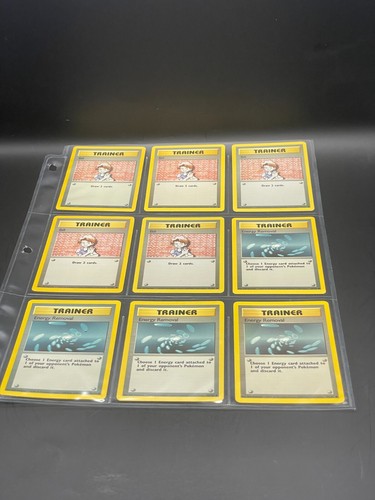 TRAINER
TRAINER
TRAINER
Draw 2 cards.
Draw 2 cards.
Draw 2 cards.
TRAINER
TRAINER
TRAINER
Bill
Energy Removal
Draw 2 cards.
Draw 2 cards.
Choose 1 Energy card attached to
1 of your opponent's Pokémon
and discard it.
TRAINER
TRAINER
TRAINER
Energy Removal
Energy Removal
Energy Removal
Choose 1 Energy card attached to
1 of your opponent's Pokémon
and discard it.
Choose 1 Energy card attached to
1 of your opponent's Pokémon
and discard it.
Choose 1 Energy card attached to
1 of your opponent's Pokémon
and discard it.